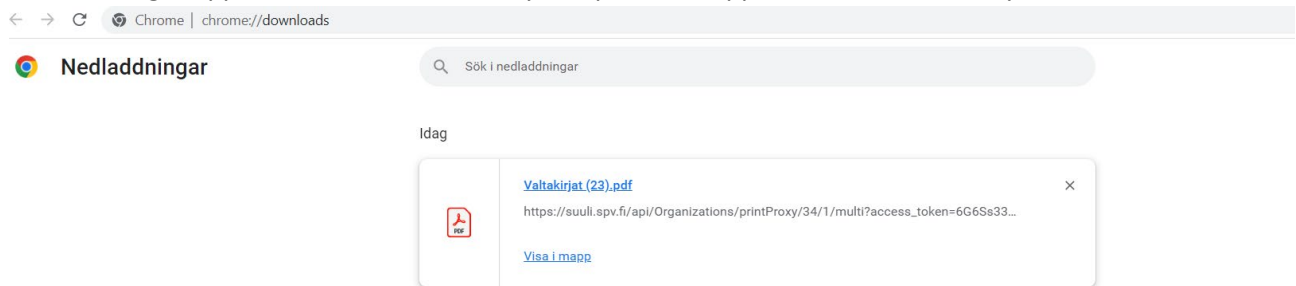 Chrome | chrome://downloads
Nedladdningar
Sök i nedladdningar
Idag
Valtakirjat (23).pdf
https://suuli.spv.fi/api/Organizations/printProxy/34/1/multi?access_token=6G6Ss33...
PDF
Visa i mapp